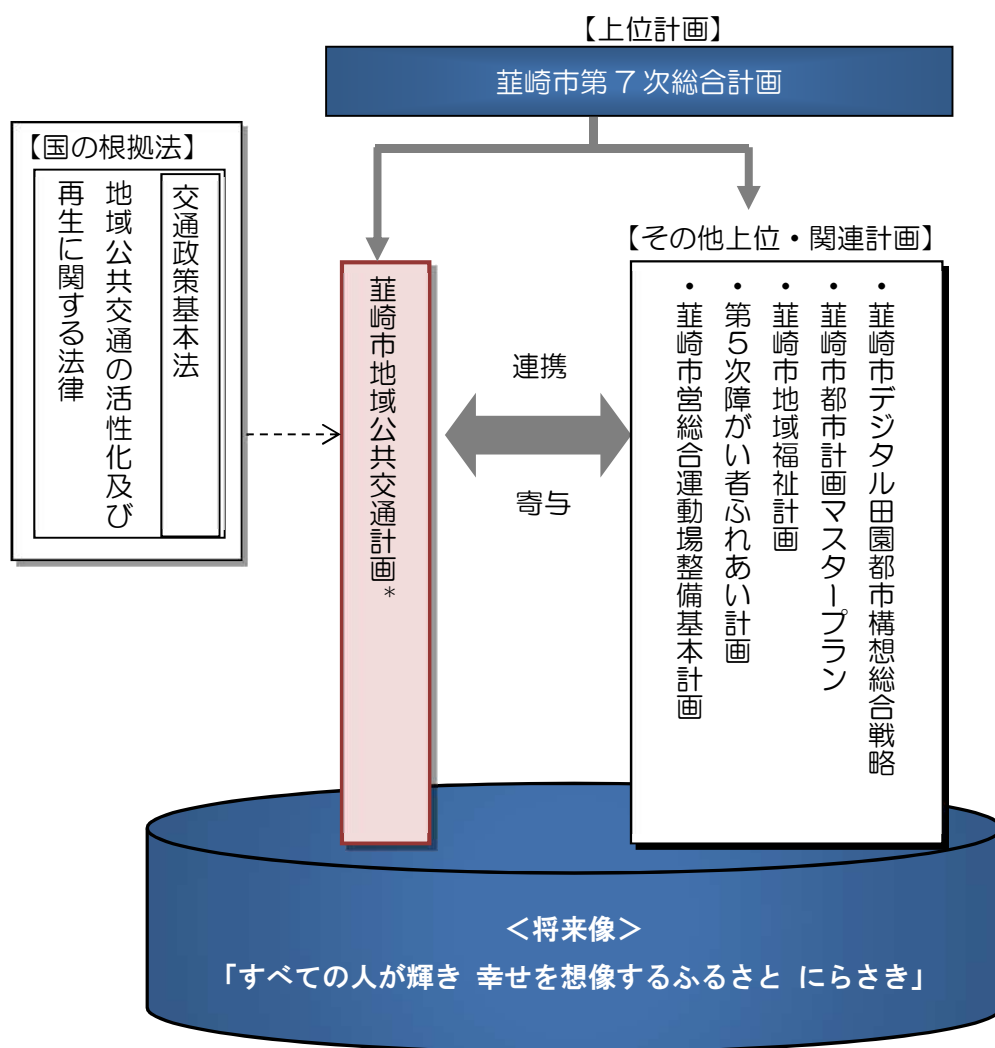 【上位計画】
韮崎市第7次総合計画
【国の根拠法】
交通政策基本法
地域公共交通の活性化及び
再生に関する法律
韮崎市地域公共交通計画*
連携
寄与
【その他上位・関連計画】
・韮崎市デジタル田園都市構想総合戦略
・韮崎市都市計画マスタープラン
・韮崎市地域福祉計画
・第5次障がい者ふれあい計画
・韮崎市営総合運動場整備基本計画
＜将来像＞
「すべての人が輝き 幸せを想像するふるさと にらさき」